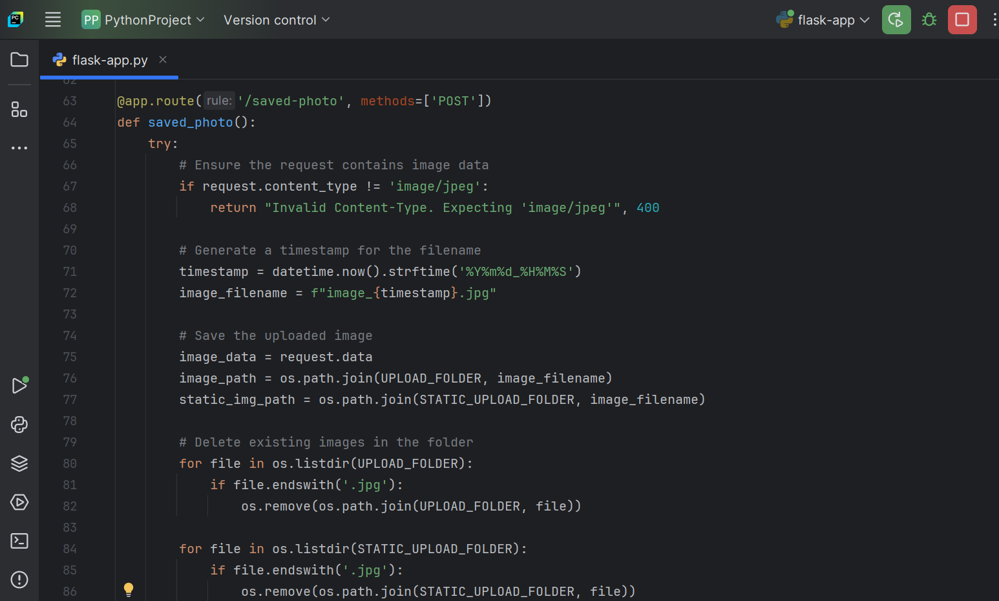 PC
PP PythonProject Version control flask-app
flask-app.py
62
63 @app.route( rule: '/saved-photo', methods=['POST'])
64 def saved_photo():
65 try:
66 # Ensure the request contains image data
67 if request.content_type != 'image/jpeg':
68 return "Invalid Content-Type. Expecting 'image/jpeg'", 400
69
70 # Generate a timestamp for the filename
71 timestamp = datetime.now().strftime('%Y%m%d_%H%M%S')
72 image_filename = f"image_{timestamp}.jpg"
73
74 # Save the uploaded image
75 image_data = request.data
76 image_path = os.path.join(UPLOAD_FOLDER, image_filename)
77 static_img_path = os.path.join(STATIC_UPLOAD_FOLDER, image_filename)
78
79 # Delete existing images in the folder
80 for file in os.listdir(UPLOAD_FOLDER):
81 if file.endswith('.jpg'):
82 os.remove(os.path.join(UPLOAD_FOLDER, file))
83
84 for file in os.listdir(STATIC_UPLOAD_FOLDER):
85 if file.endswith('.jpg'):
86 os.remove(os.path.join(STATIC_UPLOAD_FOLDER, file))